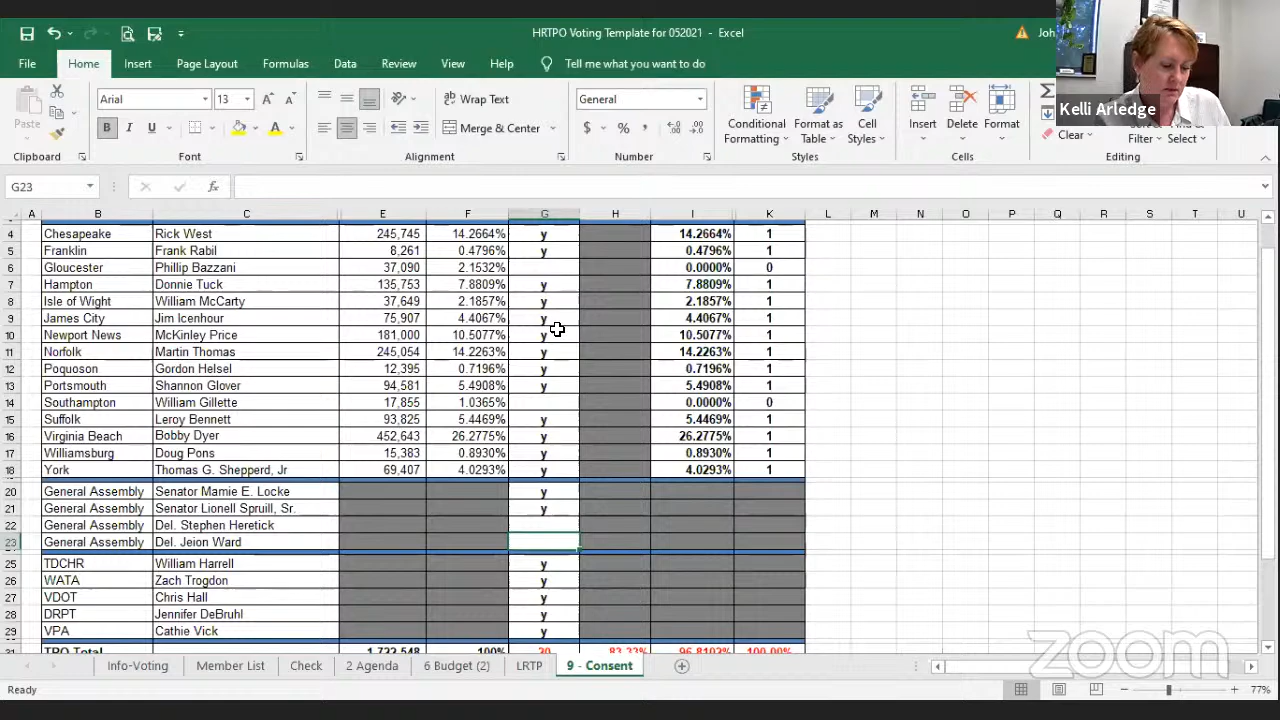 HRTPO Voting Template for 052021 - Excel
Kelli Arledge
File Home Insert Page Layout Formulas Data Review View Help Tell me what you want to do
Paste
Arial 13 Wrap Text General
B I U Merge & Center $ % Conditional Formatting Format as Table Cell Styles Insert Delete Format Clear Filter Select
Clipboard Font Alignment Number Styles Cells Editing
G23 fx
A B C E F G H I K L M N O P Q R S T U
4 Chesapeake Rick West 245,745 14.2664% y 14.2664% 1
5 Franklin Frank Rabil 8,261 0.4796% y 0.4796% 1
6 Gloucester Phillip Bazzani 37,090 2.1532% 0.0000% 0
7 Hampton Donnie Tuck 135,753 7.8809% y 7.8809% 1
8 Isle of Wight William McCarty 37,649 2.1857% y 2.1857% 1
9 James City Jim Icenhour 75,907 4.4067% y 4.4067% 1
10 Newport News McKinley Price 181,000 10.5077% y 10.5077% 1
11 Norfolk Martin Thomas 245,054 14.2263% y 14.2263% 1
12 Poquoson Gordon Helsel 12,395 0.7196% y 0.7196% 1
13 Portsmouth Shannon Glover 94,581 5.4908% y 5.4908% 1
14 Southampton William Gillette 17,855 1.0365% 0.0000% 0
15 Suffolk Leroy Bennett 93,825 5.4469% y 5.4469% 1
16 Virginia Beach Bobby Dyer 452,643 26.2775% y 26.2775% 1
17 Williamsburg Doug Pons 15,383 0.8930% y 0.8930% 1
18 York Thomas G. Shepperd, Jr 69,407 4.0293% y 4.0293% 1
20 General Assembly Senator Mamie E. Locke y
21 General Assembly Senator Lionell Spruill, Sr. y
22 General Assembly Del. Stephen Heretick
23 General Assembly Del. Jeion Ward
25 TDCHR William Harrell y
26 WATA Zach Trogdon y
27 VDOT Chris Hall y
28 DRPT Jennifer DeBruhl y
29 VPA Cathie Vick y
31 TPO Total 100% 83.33% 100.00%
Info-Voting Member List Check 2 Agenda 6 Budget (2) LRTP 9 - Consent
zoom
Ready 77%